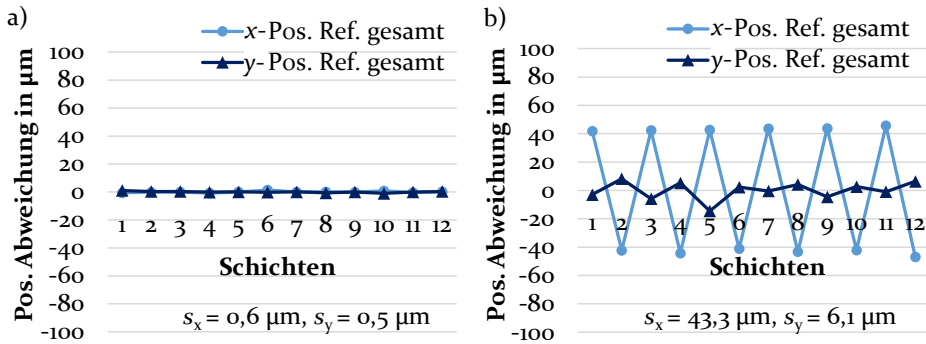 a)
x-Pos. Ref. gesamt
y-Pos. Ref. gesamt
Pos. Abweichung in µm
100
80
60
40
20
0
-20
-40
-60
-80
-100
1 2 3 4 5 6 7 8 9 10 11 12
Schichten
sx = 0,6 µm, sy = 0,5 µm
b)
x-Pos. Ref. gesamt
y-Pos. Ref. gesamt
Pos. Abweichung in µm
100
80
60
40
20
0
-20
-40
-60
-80
-100
1 2 3 4 5 6 7 8 9 10 11 12
Schichten
sx = 43,3 µm, sy = 6,1 µm